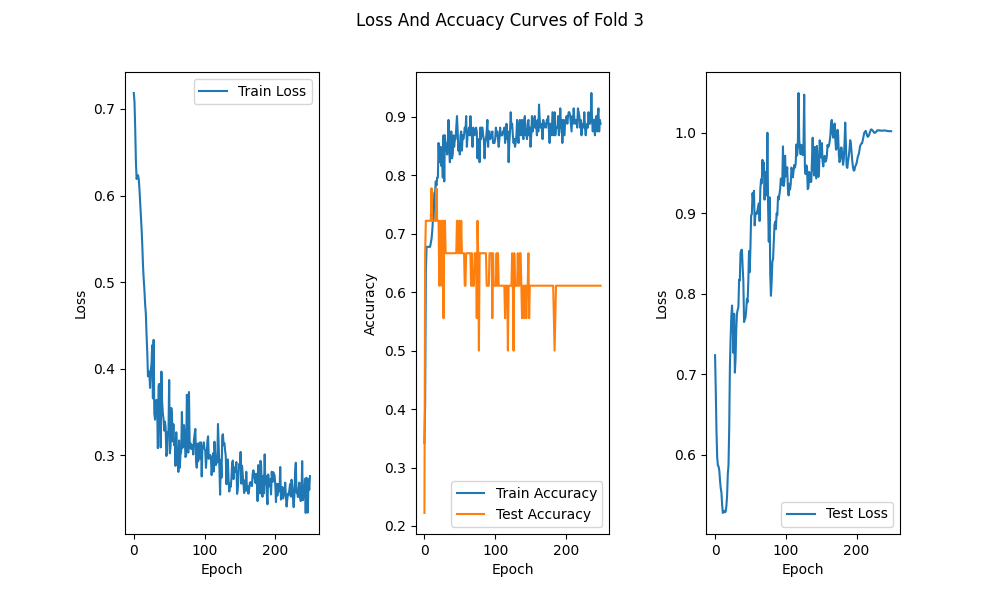 Loss And Accuacy Curves of Fold 3
Loss
0.7
0.6
0.5
0.4
0.3
0
100
200
Epoch
Train Loss
Accuracy
0.9
0.8
0.7
0.6
0.5
0.4
0.3
0.2
0
100
200
Epoch
Train Accuracy
Test Accuracy
Loss
1.0
0.9
0.8
0.7
0.6
0
100
200
Epoch
Test Loss